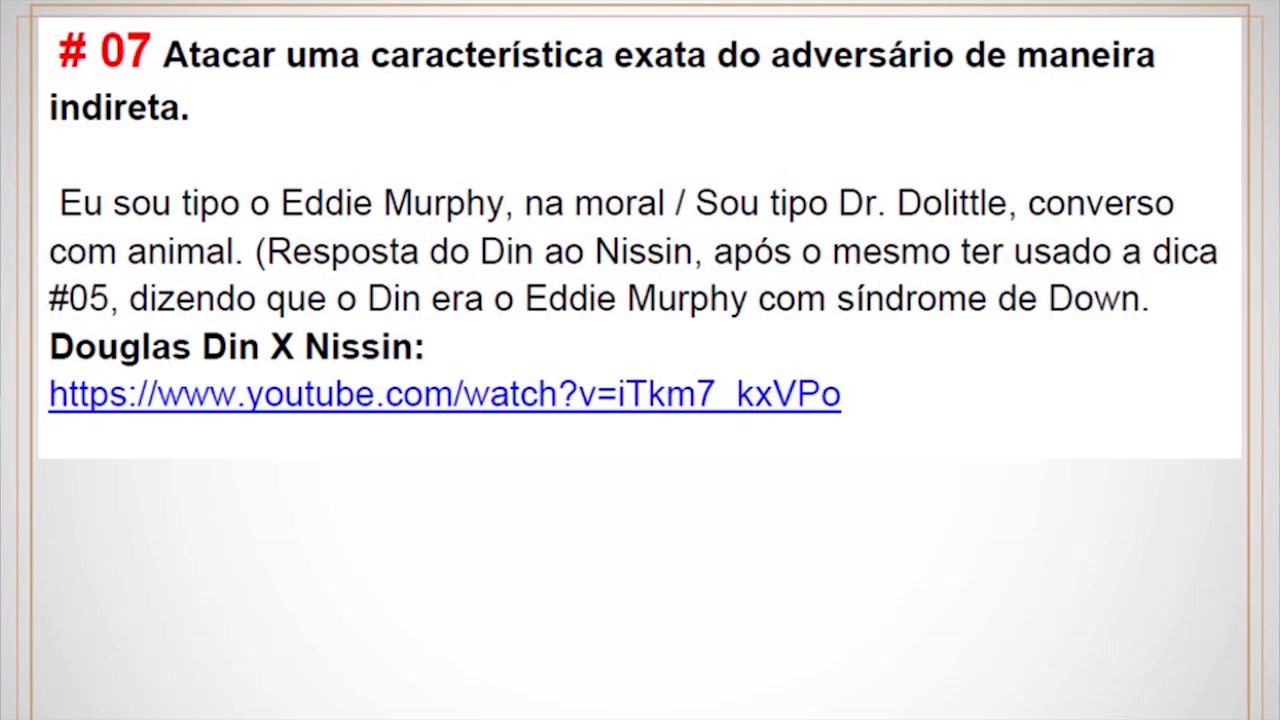 # 07 Atacar uma característica exata do adversário de maneira
indireta.
Eu sou tipo o Eddie Murphy, na moral / Sou tipo Dr. Dolittle, converso
com animal. (Resposta do Din ao Nissin, após o mesmo ter usado a dica
#05, dizendo que o Din era o Eddie Murphy com síndrome de Down.
Douglas Din X Nissin:
https://www.youtube.com/watch?v=iTkm7_kxVPo